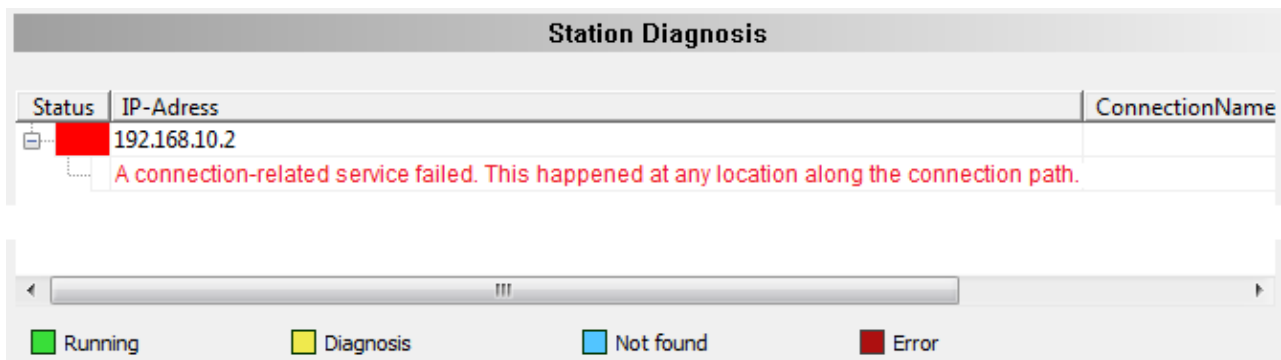 Station Diagnosis
Status IP-Adress ConnectionName
192.168.10.2
A connection-related service failed. This happened at any location along the connection path.
Running Diagnosis Not found Error